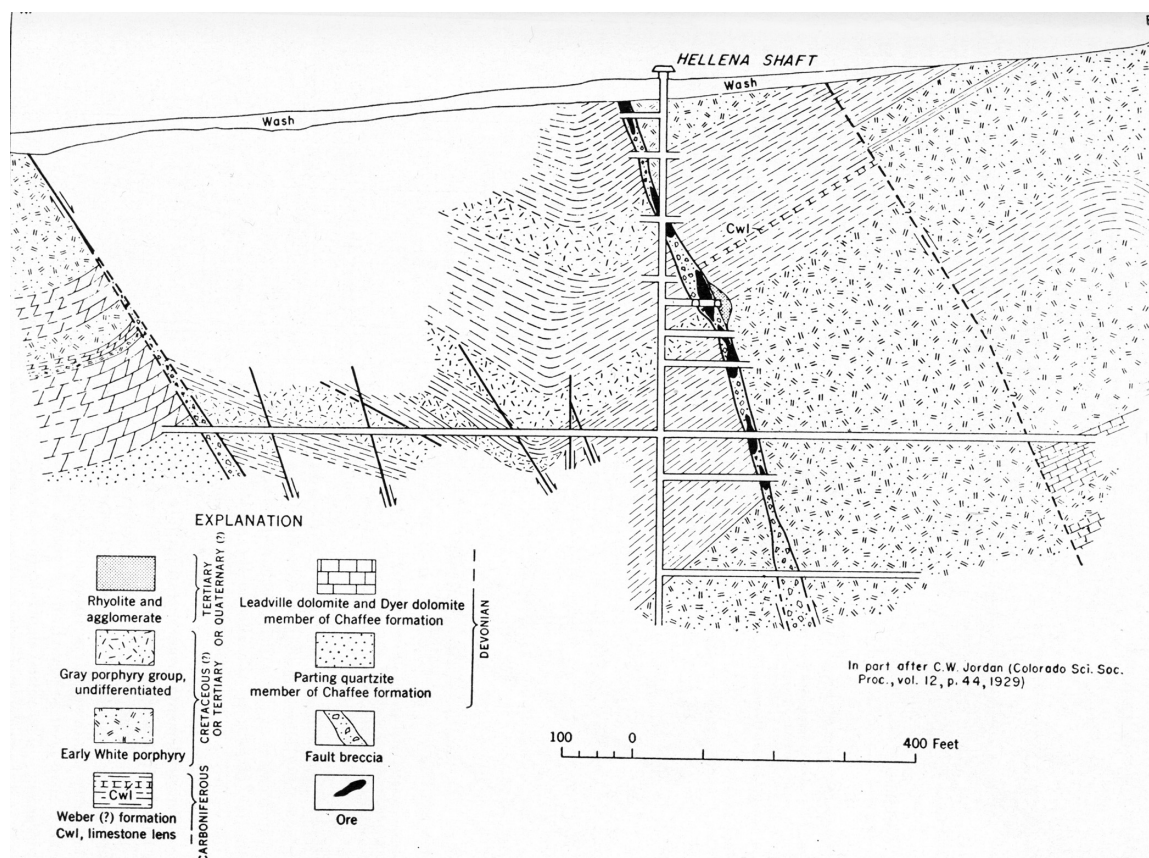 HELLENA SHAFT
Wash
Wash
Cwl
EXPLANATION
Rhyolite and
agglomerate
TERTIARY
OR QUATERNARY (?)
Gray porphyry group,
undifferentiated
Early White porphyry
CRETACEOUS (?)
OR TERTIARY
Cwl
Weber (?) formation
Cwl, limestone lens
CARBONIFEROUS
Leadville dolomite and Dyer dolomite
member of Chaffee formation
Parting quartzite
member of Chaffee formation
DEVONIAN
Fault breccia
Ore
In part after C.W. Jordan (Colorado Sci. Soc.
Proc., vol. 12, p. 44, 1929)
100 0 400 Feet